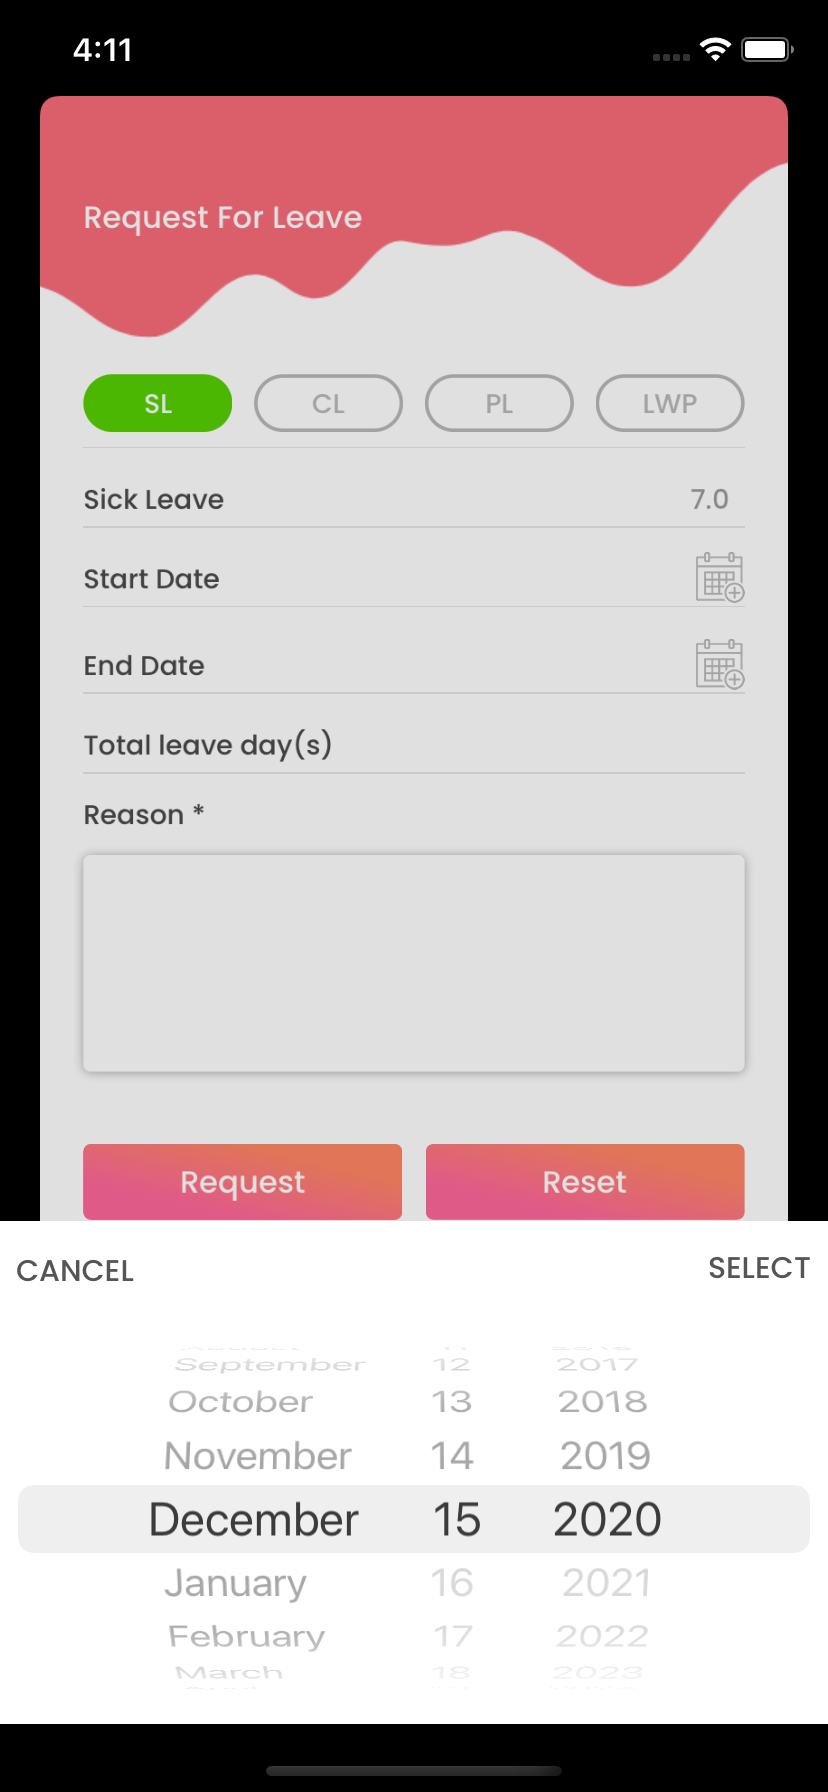 4:11
Request For Leave
SL CL PL LWP
Sick Leave 7.0
Start Date
End Date
Total leave day(s)
Reason *
Request Reset
CANCEL SELECT
September 12 2017
October 13 2018
November 14 2019
December 15 2020
January 16 2021
February 17 2022
March 18 2023